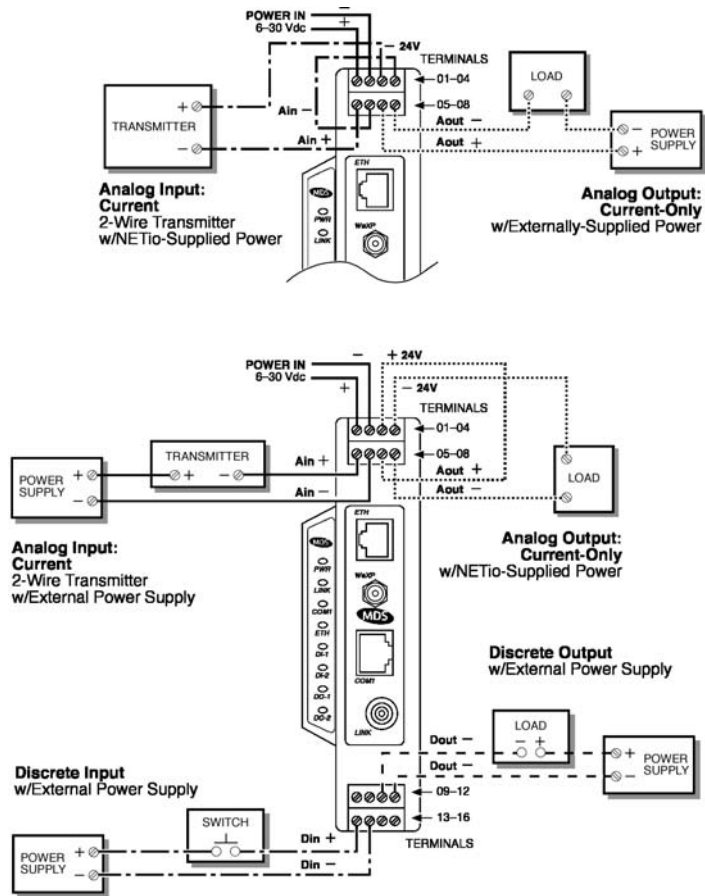 POWER IN
6–30 Vdc
−
+
− 24V
TERMINALS
01–04
05–08
LOAD
+
TRANSMITTER
−
Ain −
Ain +
Aout −
Aout +
−
+
POWER
SUPPLY
ETH
MDS
PWR
LINK
WaXP
Analog Input:
Current
2-Wire Transmitter
w/NETio-Supplied Power
Analog Output:
Current-Only
w/Externally-Supplied Power
POWER IN
6–30 Vdc
−
+
+ 24V
− 24V
TERMINALS
01–04
05–08
POWER
SUPPLY
+
−
TRANSMITTER
+ −
Ain +
Ain −
Aout +
Aout −
LOAD
Analog Input:
Current
2-Wire Transmitter
w/External Power Supply
Analog Output:
Current-Only
w/NETio-Supplied Power
ETH
MDS
PWR
LINK
COM1
ETH
DI-1
DI-2
DO-1
DO-2
WaXP
MDS
COM1
LINK
Discrete Output
w/External Power Supply
LOAD
− +
Dout −
Dout −
+
−
POWER
SUPPLY
09–12
13–16
TERMINALS
Discrete Input
w/External Power Supply
SWITCH
Din +
Din −
POWER
SUPPLY
+
−